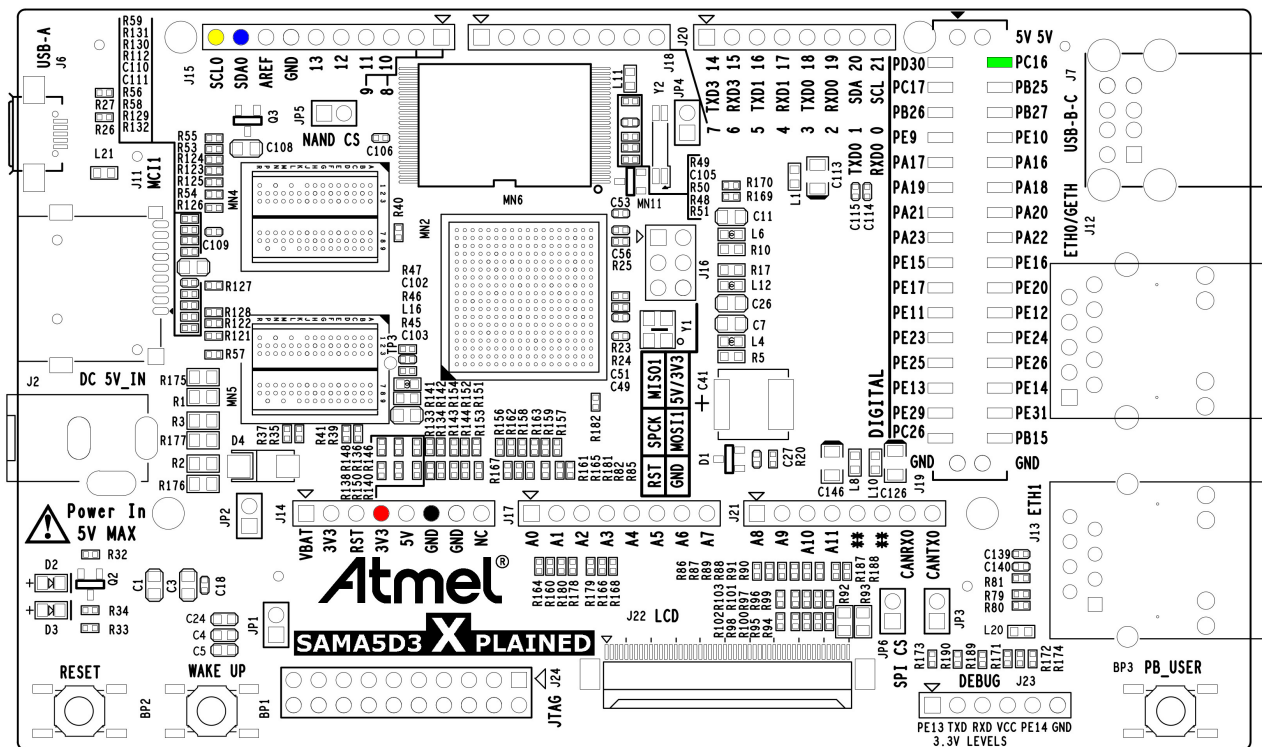 USB-A
J6
R59
R131
R130
R112
C110
C111
R56
R58
R129
R132
R27
R26
L21
J11
MCI1
J15
SCL0
SDA0
AREF
GND
13
12
11
10
9
8
J18
J20
7 TXD3 14
6 RXD3 15
5 TXD1 16
4 RXD1 17
3 TXD0 18
2 RXD0 19
TXD0 1 SDA 20
RXD0 0 SCL 21
5V 5V
PD30 PC16
PC17 PB25
PB26 PB27
PE9 PE10
PA17 PA16
PA19 PA18
PA21 PA20
PA23 PA22
PE15 PE16
PE17 PE20
PE11 PE12
PE23 PE24
PE25 PE26
PE13 PE14
PE29 PE31
PC26 PB15
GND GND
DIGITAL
J19
J7
USB-B-C
J12
ETH0/GETH
ETH1
J13
Q3
C108
JP5
NAND CS
C106
L11
Y2
JP4
R55
R53
R124
R123
R125
R54
R126
MN4
C109
R127
R128
R122
R121
R57
R40
MN2
MN6
MN11
R49
C105
R50
R48
R51
C53
C56
R25
R170
R169
C11
L6
R10
R17
L12
C26
C7
L4
R5
L1
C113
C115
C114
J16
Y1
R47
C102
R46
L16
R45
C103
TP3
R23
R24
C51
C49
MISO1 5V/3V3
SPCK MOSI1
RST GND
C41
D1
C27
R20
C146
L8
L10
C126
J2
DC 5V_IN
R175
R1
R3
R177
R2
R176
MN5
D4
R37
R35
R41
R39
R148
R136
R146
R138
R150
R140
R133
R141
R134
R142
R143
R154
R144
R152
R153
R151
R167
R156
R162
R158
R163
R159
R157
R161
R165
R181
R82
R85
R182
Power In
5V MAX
JP2
J14
VBAT
3V3
RST
3V3
5V
GND
GND
NC
J17
A0
A1
A2
A3
A4
A5
A6
A7
J21
A8
A9
A10
A11
**
**
CANRX0
CANTX0
R32
D2
Q2
D3
R34
R33
C1
C3
C18
C24
C4
C5
JP1
Atmel®
SAMA5D3 X PLAINED
R164
R160
R180
R178
R179
R166
R168
R86
R87
R89
R88
R91
R90
R187
R188
R102
R103
R98
R101
R100
R97
R95
R96
R94
R99
R92
R93
J22 LCD
JP6
SPI CS
JP3
C139
C140
R81
R79
R80
L20
R173
R190
R189
R171
R172
R174
RESET
BP2
WAKE UP
BP1
J24
JTAG
DEBUG J23
PE13 TXD RXD VCC PE14 GND
3.3V LEVELS
BP3 PB_USER